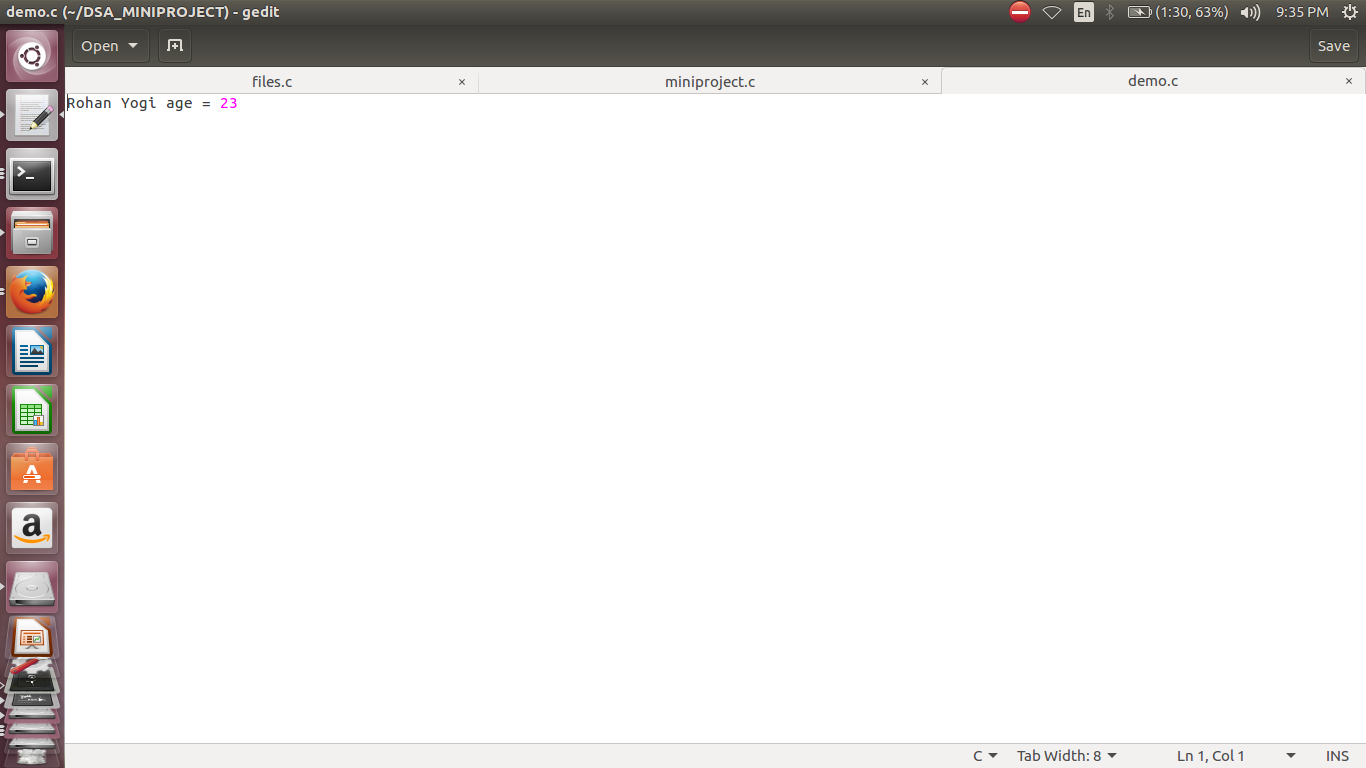 demo.c (~/DSA_MINIPROJECT) - gedit
En
(1:30, 63%)
9:35 PM
Open
Save
files.c
miniproject.c
demo.c
Rohan Yogi age = 23
C
Tab Width: 8
Ln 1, Col 1
INS